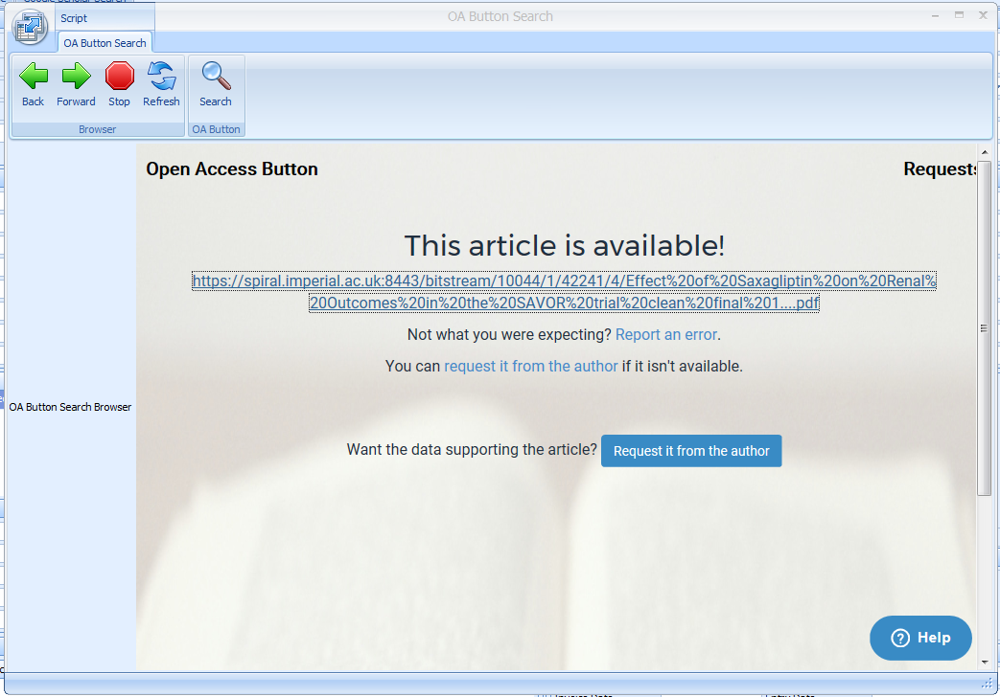 Script
OA Button Search
OA Button Search
Back Forward Stop Refresh Search
Browser OA Button
Open Access Button Requests
This article is available!
https://spiral.imperial.ac.uk:8443/bitstream/10044/1/42241/4/Effect%20of%20Saxagliptin%20on%20Renal%
20Outcomes%20in%20the%20SAVOR%20trial%20clean%20final%201....pdf
Not what you were expecting? Report an error.
You can request it from the author if it isn't available.
OA Button Search Browser
Want the data supporting the article? Request it from the author
Help